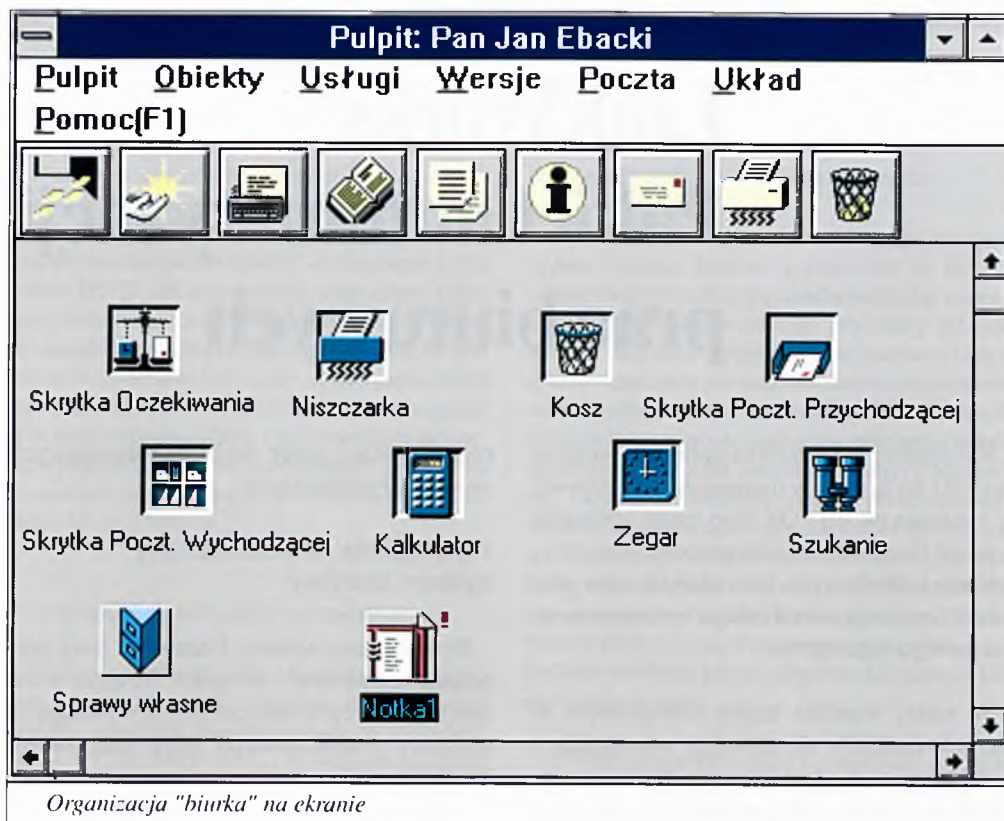 Pulpit: Pan Jan Ebacki
Pulpit Obiekty Usługi Wersje Poczta Układ
Pomoc(F1)
Skrytka Oczekiwania Niszczarka Kosz Skrytka Poczt. Przychodzącej
Skrytka Poczt. Wychodzącej Kalkulator Zegar Szukanie
Sprawy własne Notka1
Organizacja "biurka" na ekranie